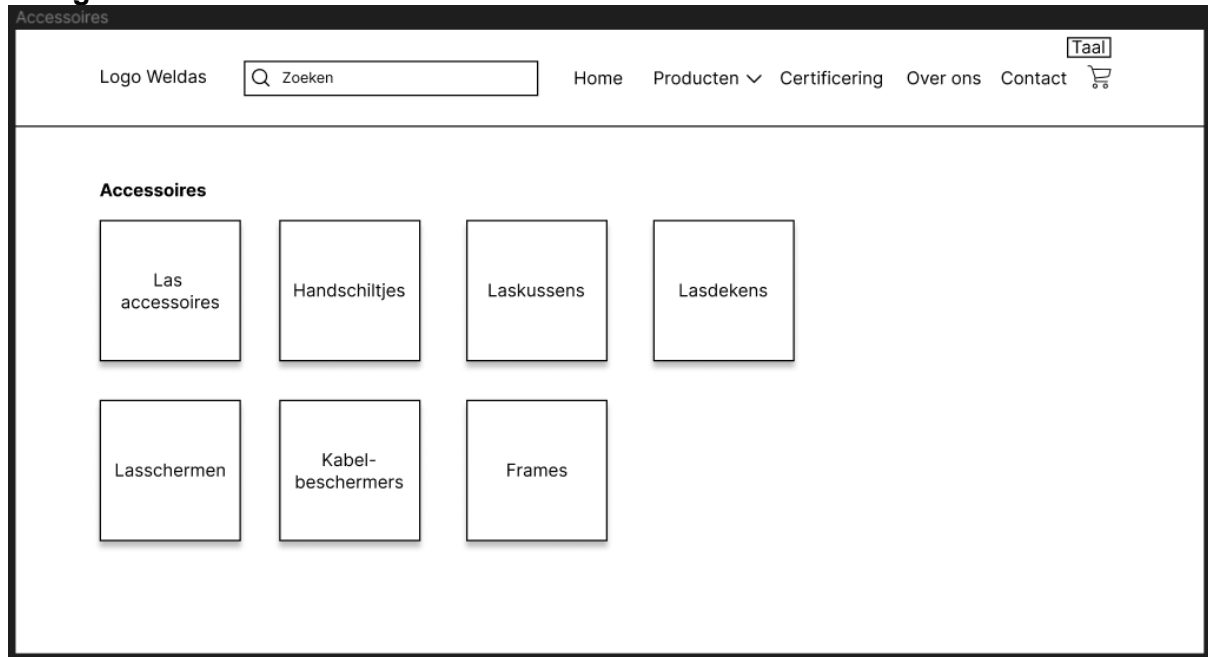 Accessoires
Taal
Logo Weldas
Zoeken
Home Producten Certificering Over ons Contact
Accessoires
Las
accessoires
Handschiltjes
Laskussens
Lasdekens
Lasschermen
Kabel-
beschermers
Frames